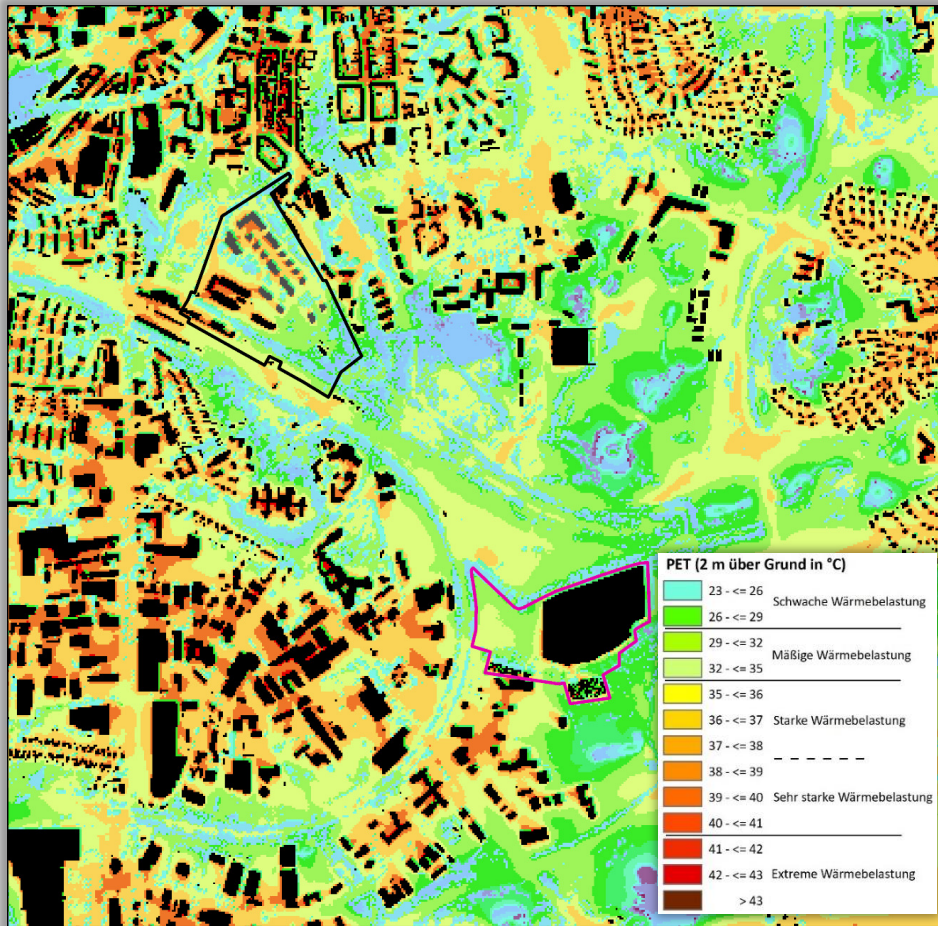 PET (2 m über Grund in °C)
23 - <= 26
Schwache Wärmebelastung
26 - <= 29
29 - <= 32
Mäßige Wärmebelastung
32 - <= 35
35 - <= 36
36 - <= 37
Starke Wärmebelastung
37 - <= 38
38 - <= 39
39 - <= 40
Sehr starke Wärmebelastung
40 - <= 41
41 - <= 42
42 - <= 43
Extreme Wärmebelastung
> 43